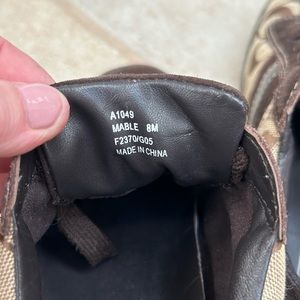 A1049
MABLE 8M
F2370/G05
MADE IN CHINA